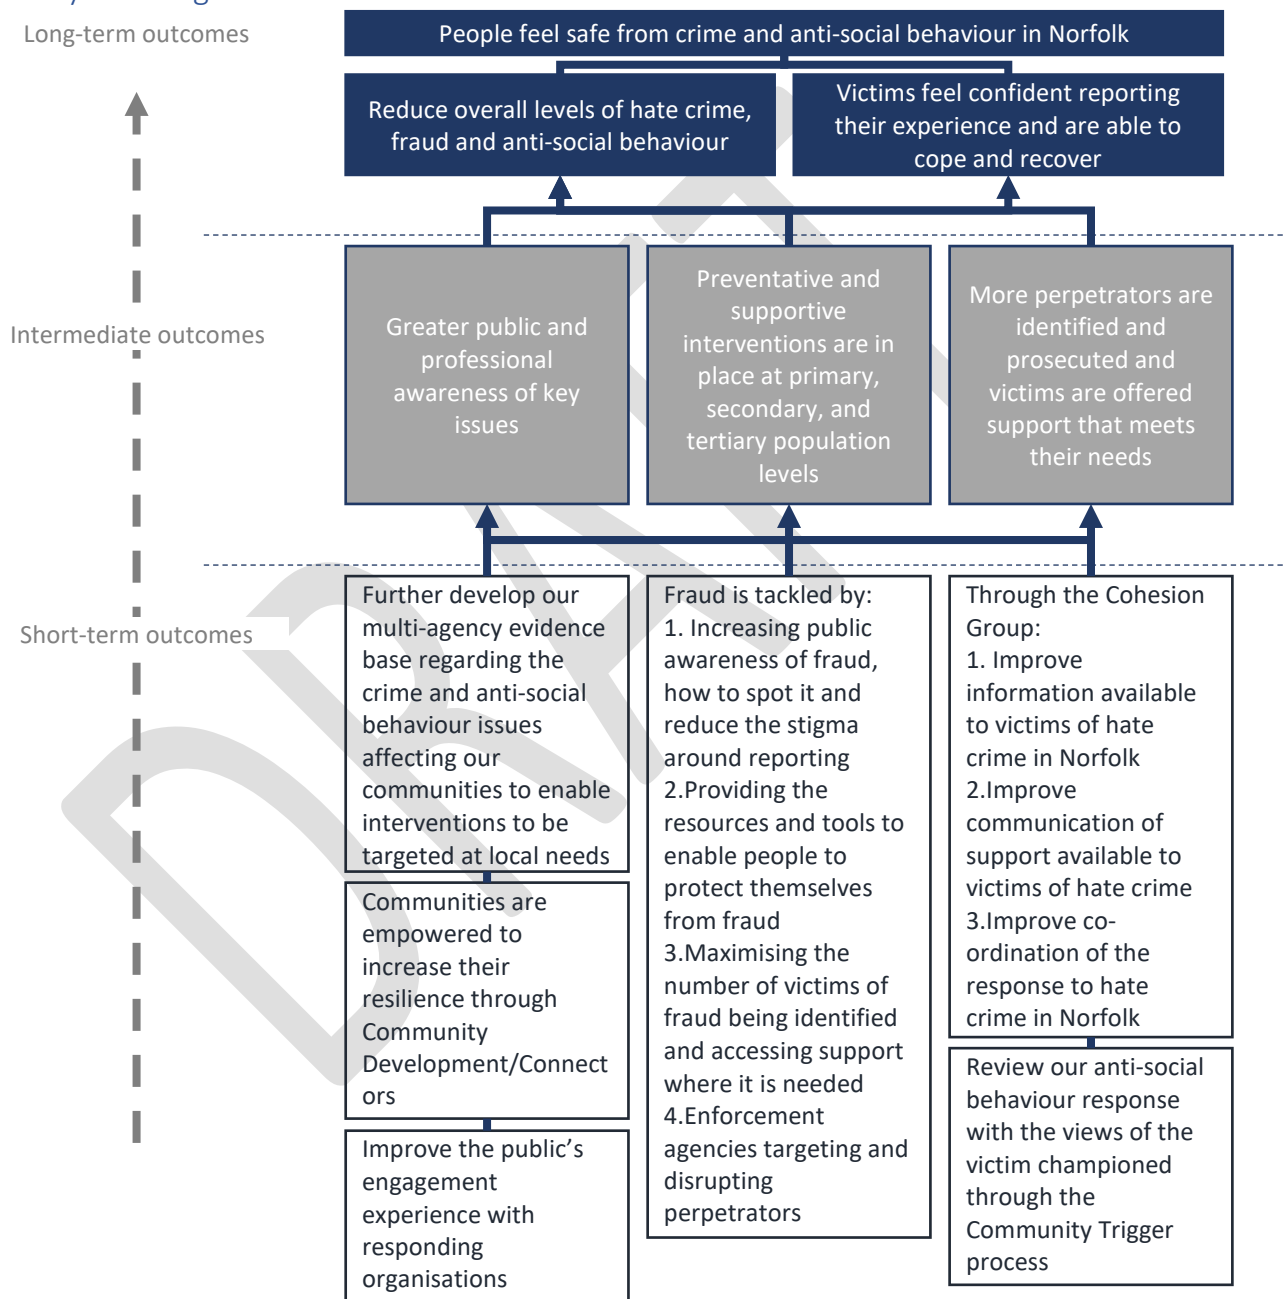 Long-term outcomes
People feel safe from crime and anti-social behaviour in Norfolk
Reduce overall levels of hate crime,
fraud and anti-social behaviour
Victims feel confident reporting
their experience and are able to
cope and recover
Intermediate outcomes
Greater public and
professional
awareness of key
issues
Preventative and
supportive
interventions are in
place at primary,
secondary, and
tertiary population
levels
More perpetrators are
identified and
prosecuted and
victims are offered
support that meets
their needs
Short-term outcomes
Further develop our
multi-agency evidence
base regarding the
crime and anti-social
behaviour issues
affecting our
communities to enable
interventions to be
targeted at local needs
Communities are
empowered to
increase their
resilience through
Community
Development/Connect
ors
Improve the public’s
engagement
experience with
responding
organisations
Fraud is tackled by:
1. Increasing public
awareness of fraud,
how to spot it and
reduce the stigma
around reporting
2.Providing the
resources and tools to
enable people to
protect themselves
from fraud
3.Maximising the
number of victims of
fraud being identified
and accessing support
where it is needed
4.Enforcement
agencies targeting and
disrupting
perpetrators
Through the Cohesion
Group:
1. Improve
information available
to victims of hate
crime in Norfolk
2.Improve
communication of
support available to
victims of hate crime
3.Improve co-
ordination of the
response to hate
crime in Norfolk
Review our anti-social
behaviour response
with the views of the
victim championed
through the
Community Trigger
process
DRAFT